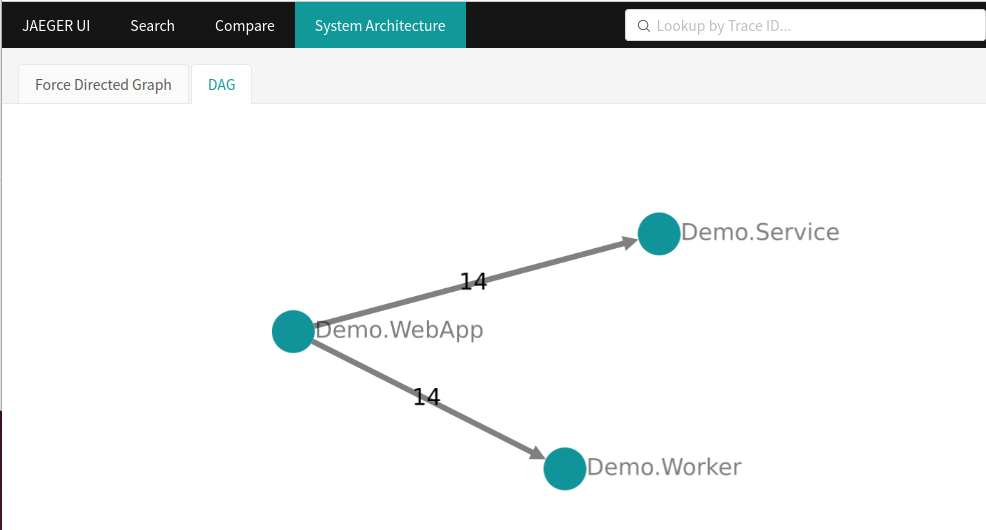 JAEGER UI Search Compare System Architecture Lookup by Trace ID...
Force Directed Graph DAG
Demo.Service
14
Demo.WebApp
14
Demo.Worker